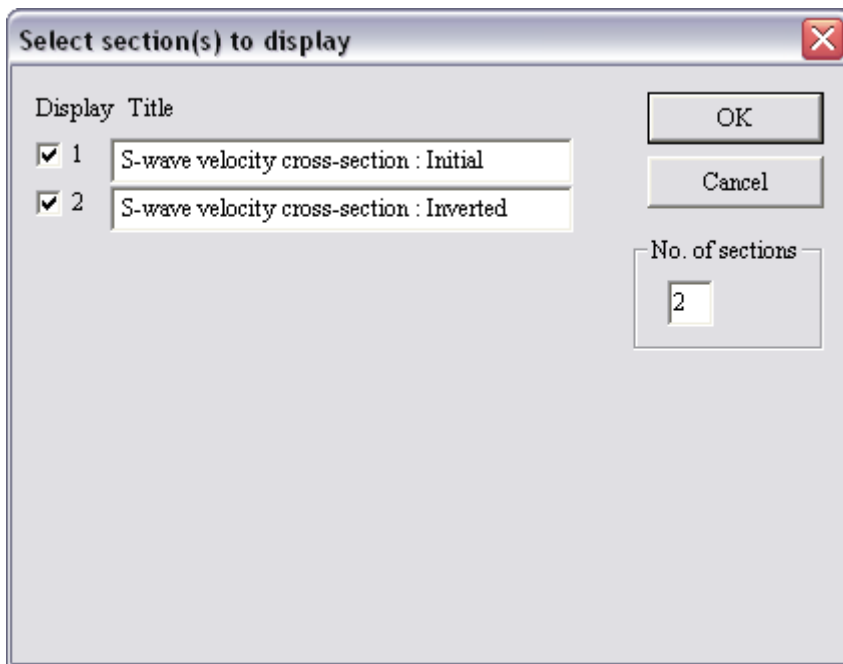 Select section(s) to display
Display Title
1 S-wave velocity cross-section : Initial
2 S-wave velocity cross-section : Inverted
OK
Cancel
No. of sections
2